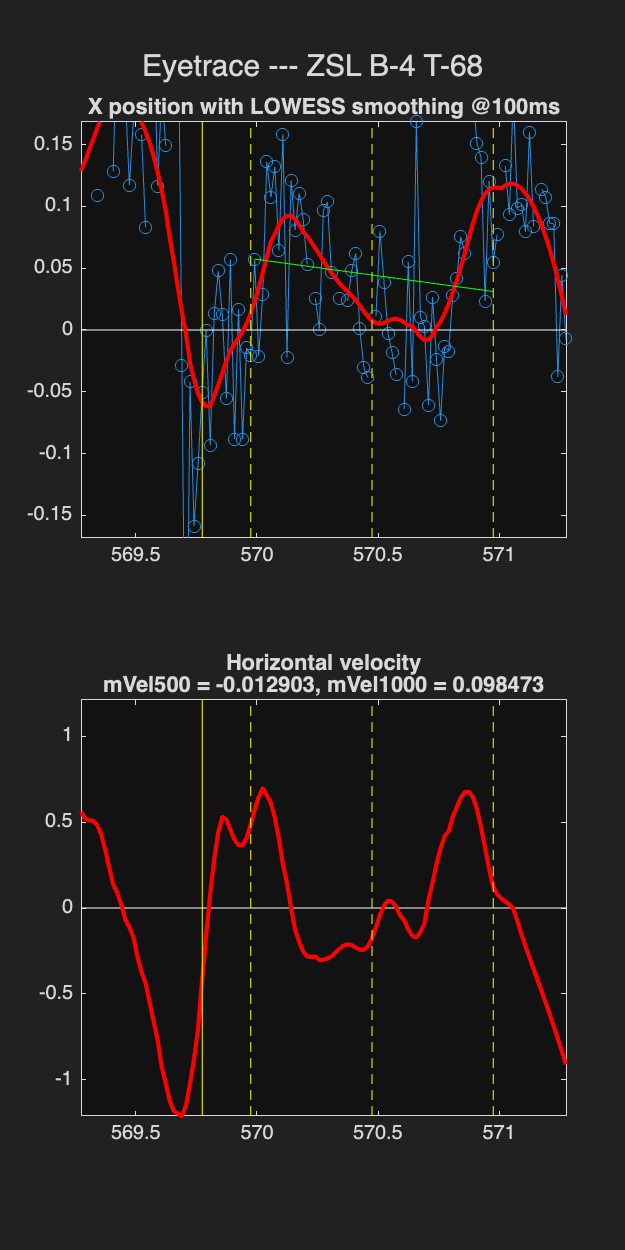 Eyetrace --- ZSL B-4 T-68
X position with LOWESS smoothing @100ms
0.15
0.1
0.05
0
-0.05
-0.1
-0.15
569.5 570 570.5 571
Horizontal velocity
mVel500 = -0.012903, mVel1000 = 0.098473
1
0.5
0
-0.5
-1
569.5 570 570.5 571